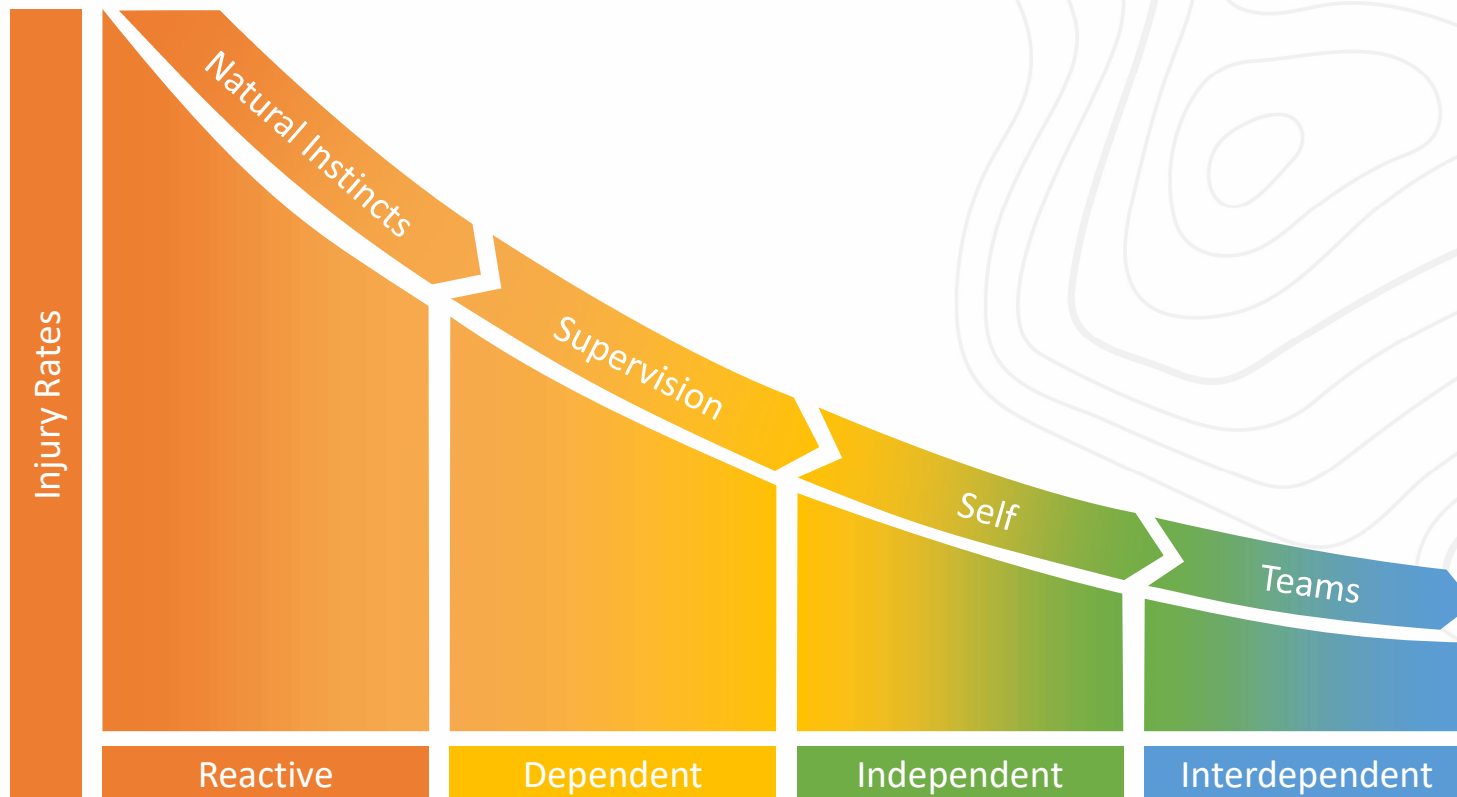 Injury Rates
Natural Instincts
Supervision
Self
Teams
Reactive
Dependent
Independent
Interdependent